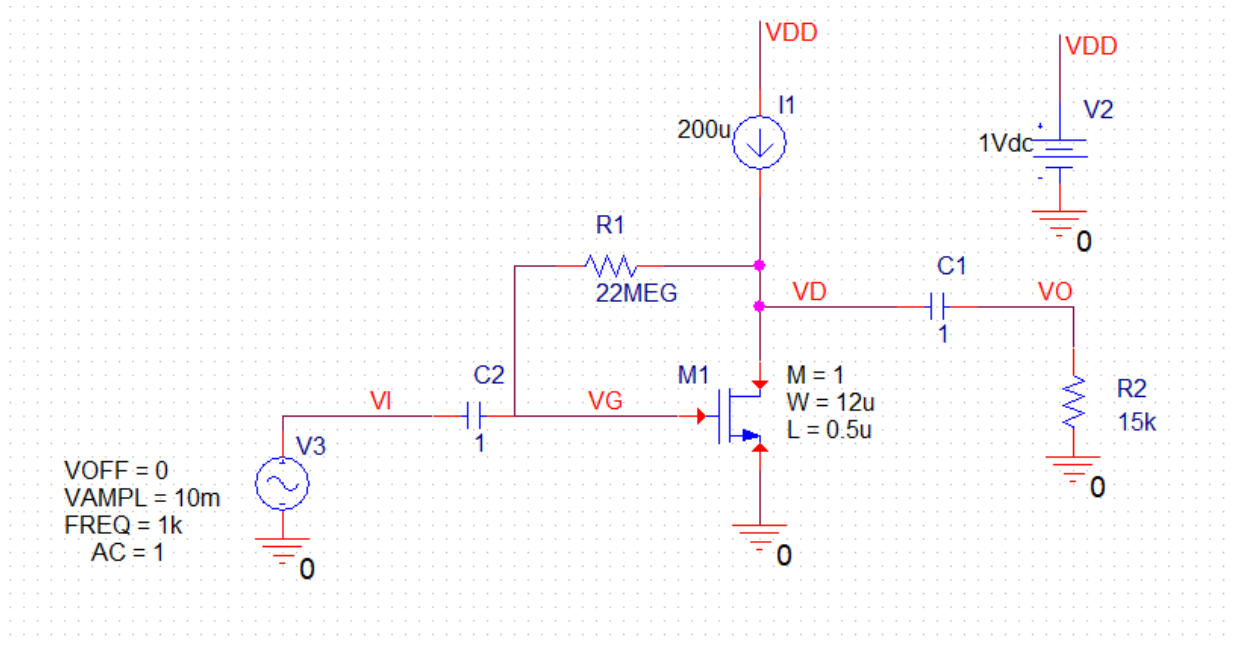 VDD
VDD
I1
200u
V2
1Vdc
+
-
0
R1
22MEG
C1
VD
VO
1
C2
M1
M = 1
W = 12u
L = 0.5u
R2
15k
VI
VG
1
V3
VOFF = 0
VAMPL = 10m
FREQ = 1k
AC = 1
0
0
0